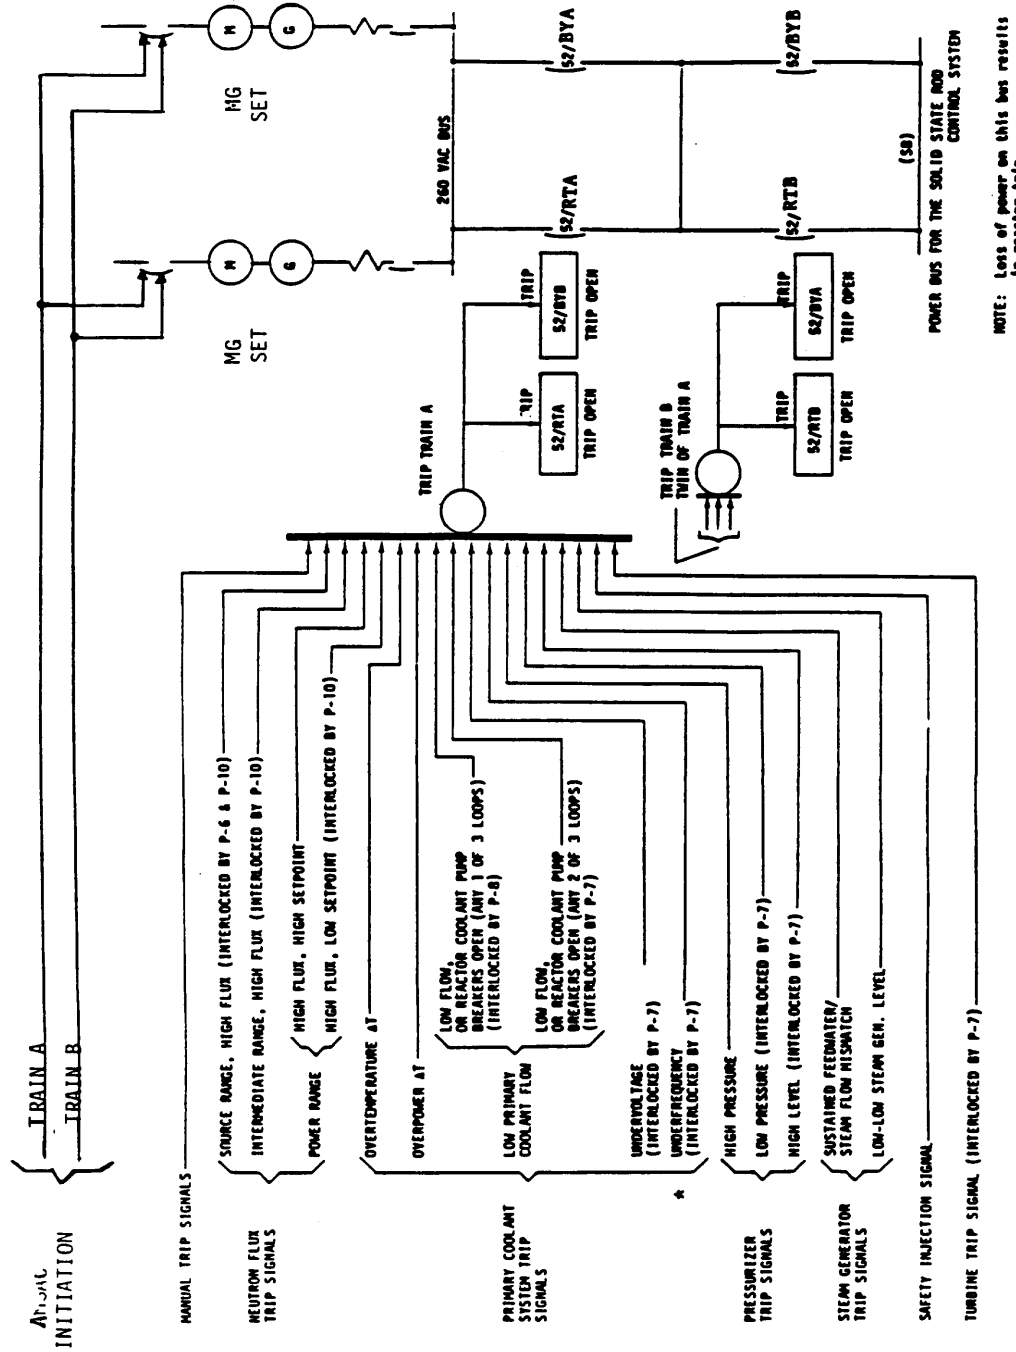 INITIATION
TRAIN A
TRAIN B
MANUAL TRIP SIGNALS
NEUTRON FLUX
TRIP SIGNALS
SOURCE RANGE, HIGH FLUX (INTERLOCKED BY P-6 & P-10)
INTERMEDIATE RANGE, HIGH FLUX (INTERLOCKED BY P-10)
POWER RANGE
HIGH FLUX, HIGH SETPOINT
HIGH FLUX, LOW SETPOINT (INTERLOCKED BY P-10)
PRIMARY COOLANT
SYSTEM TRIP
SIGNALS
OVERTEMPERATURE ΔT
OVERPOWER ΔT
LOW PRIMARY
COOLANT FLOW
LOW FLOW,
OR REACTOR COOLANT PUMP
BREAKERS OPEN (ANY 1 OF 3 LOOPS)
(INTERLOCKED BY P-8)
LOW FLOW,
OR REACTOR COOLANT PUMP
BREAKERS OPEN (ANY 2 OF 3 LOOPS)
(INTERLOCKED BY P-7)
UNDERVOLTAGE
(INTERLOCKED BY P-7)
*
UNDERFREQUENCY
(INTERLOCKED BY P-7)
PRESSURIZER
TRIP SIGNALS
HIGH PRESSURE
LOW PRESSURE (INTERLOCKED BY P-7)
HIGH LEVEL (INTERLOCKED BY P-7)
STEAM GENERATOR
TRIP SIGNALS
SUSTAINED FEEDWATER/
STEAM FLOW MISMATCH
LOW-LOW STEAM GEN. LEVEL
SAFETY INJECTION SIGNAL
TURBINE TRIP SIGNAL (INTERLOCKED BY P-7)
TRIP TRAIN A
TRIP
52/RTA
TRIP OPEN
TRIP
52/BYB
TRIP OPEN
TRIP TRAIN B
TWIN OF TRAIN A
TRIP
52/RTB
TRIP OPEN
TRIP
52/BYA
TRIP OPEN
MG
SET
M
G
MG
SET
M
G
260 VAC BUS
52/RTA
52/BYA
52/RTB
52/BYB
(SB)
POWER BUS FOR THE SOLID STATE ROD
CONTROL SYSTEM
NOTE: Loss of power on this bus results